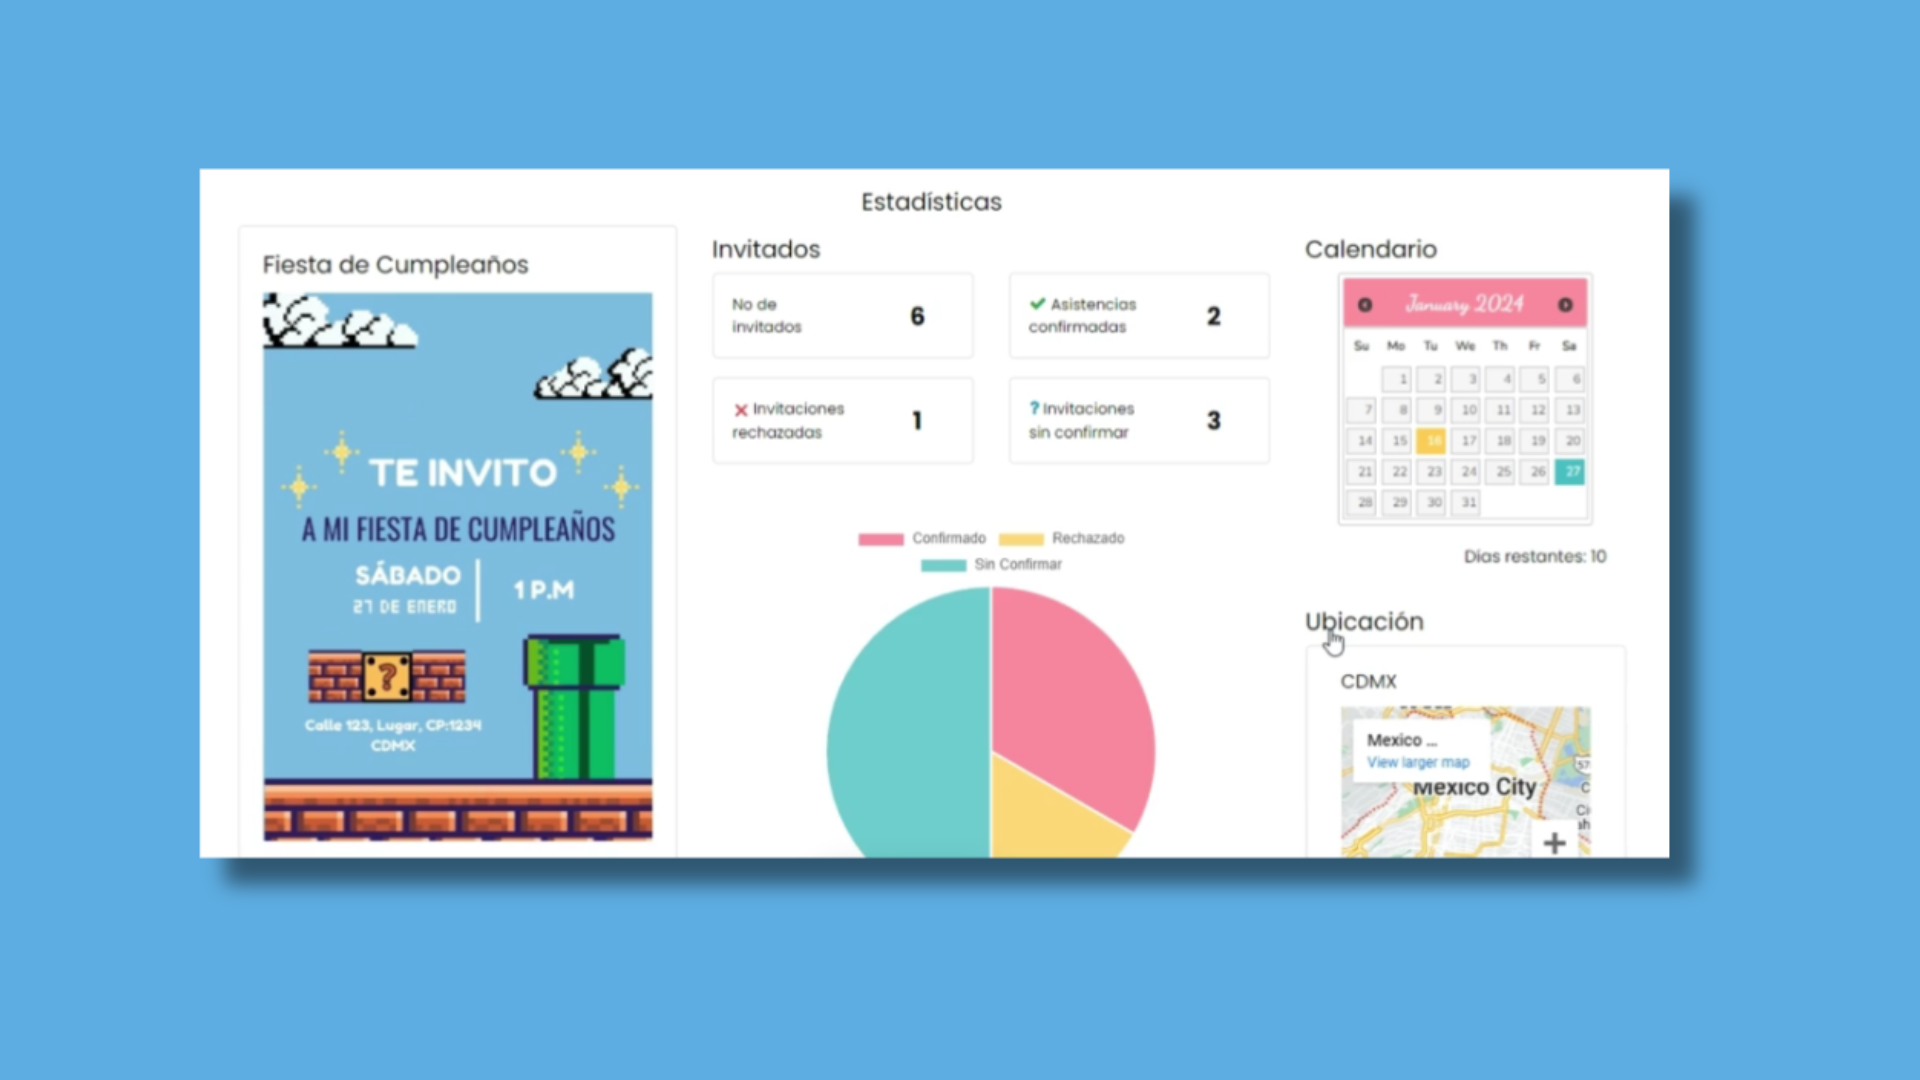 Estadísticas
Fiesta de Cumpleaños
TE INVITO
A MI FIESTA DE CUMPLEAÑOS
SÁBADO
27 DE ENERO
1 P.M
?
Calle 123, Lugar, CP:1234
CDMX
Invitados
No de
invitados
6
Asistencias
confirmadas
2
Invitaciones
rechazadas
1
? Invitaciones
sin confirmar
3
Confirmado
Rechazado
Sin Confirmar
Calendario
January 2024
Su Mo Tu We Th Fr Sa
1 2 3 4 5 6
7 8 9 10 11 12 13
14 15 16 17 18 19 20
21 22 23 24 25 26 27
28 29 30 31
Dias restantes: 10
Ubicación
CDMX
Mexico ...
View larger map
Mexico City
57
+